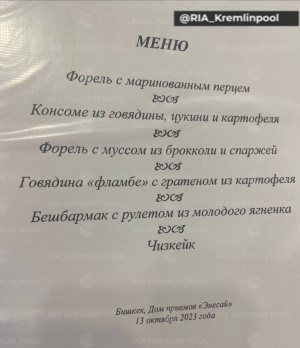 @RIA_Kremlinpool
МЕНЮ
Форель с маринованным перцем
Консоме из говядины, цукини и картофеля
Форель с муссом из брокколи и спаржей
Говядина «фламбе» с гратеном из картофеля
Бешбармак с рулетом из молодого ягненка
Чизкейк
Бишкек, Дом приемов «Энесай»
13 октября 2023 года